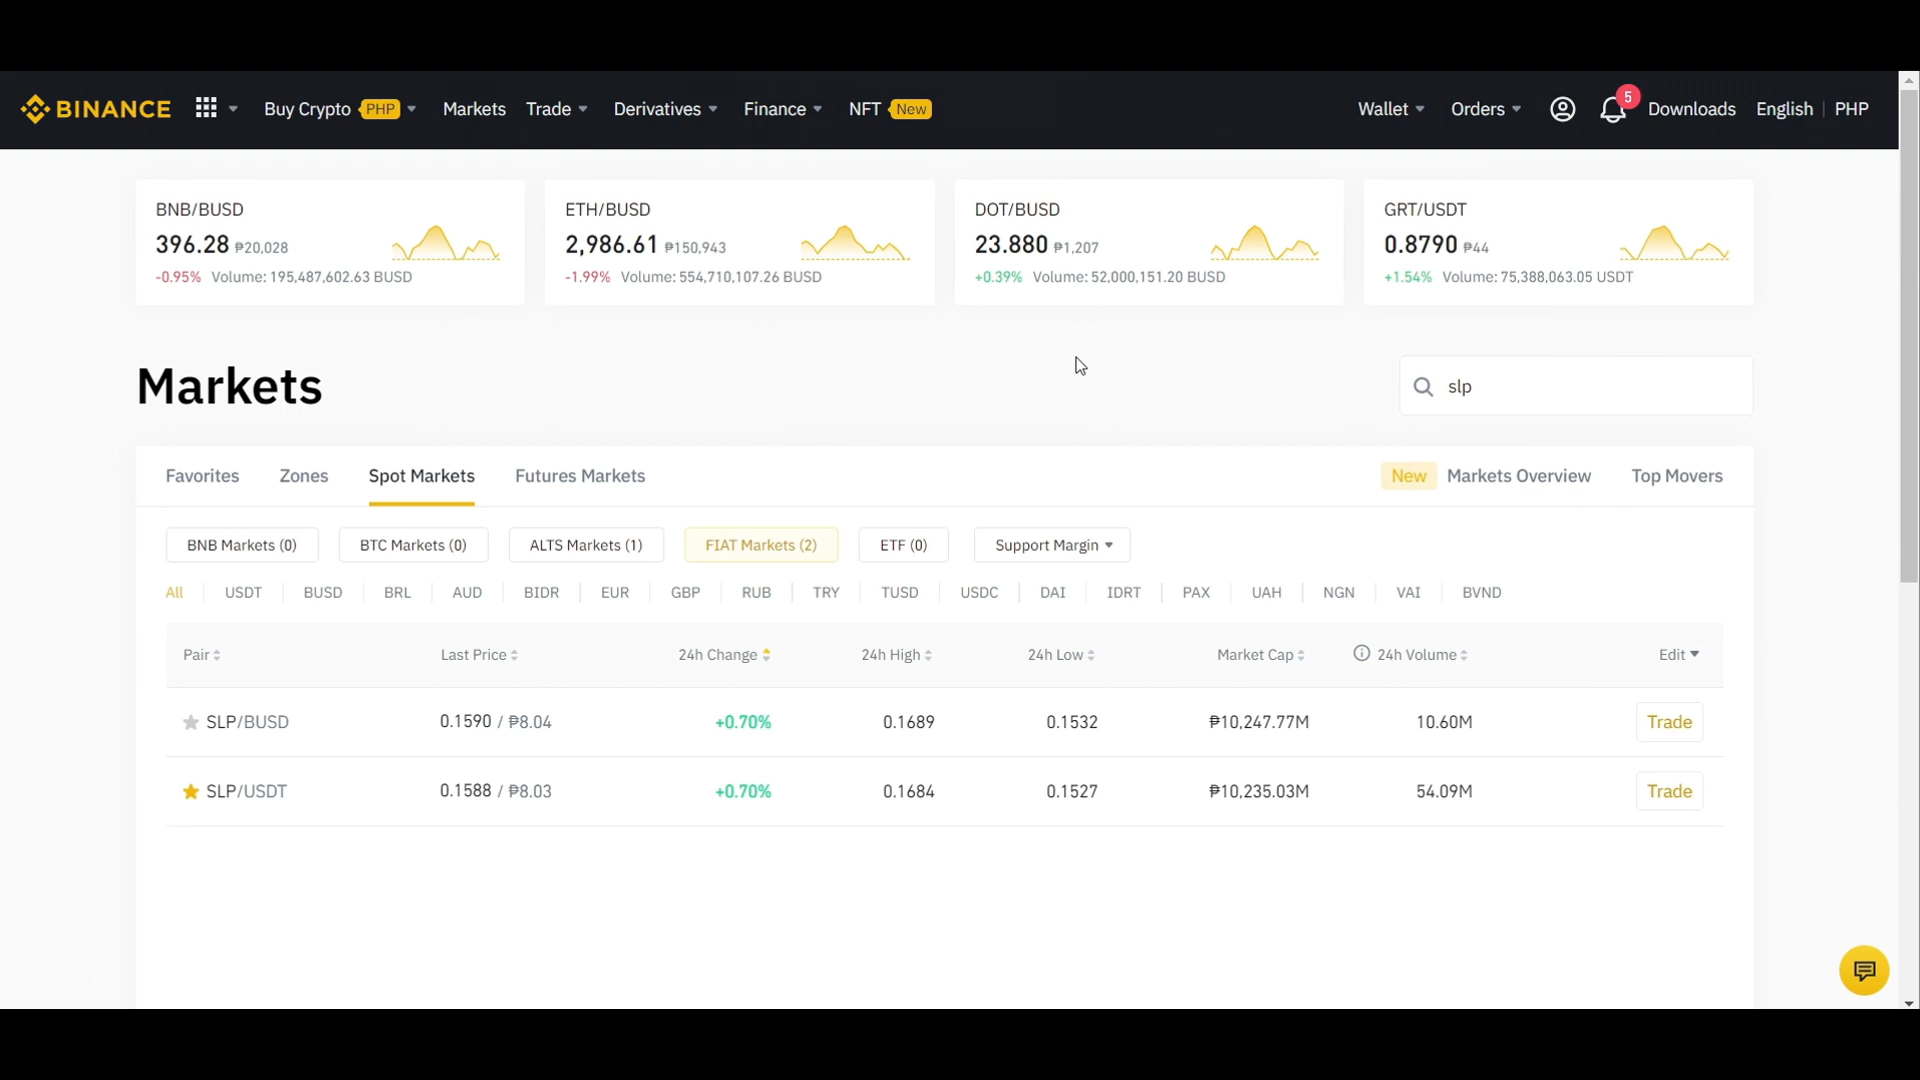 BINANCE Buy Crypto PHP Markets Trade Derivatives Finance NFT New Wallet Orders 5 Downloads English PHP
BNB/BUSD ETH/BUSD DOT/BUSD GRT/USDT
396.28 ₱20,028 2,986.61 ₱150,943 23.880 ₱1,207 0.8790 ₱44
-0.95% Volume: 195,487,602.63 BUSD -1.99% Volume: 554,710,107.26 BUSD +0.39% Volume: 52,000,151.20 BUSD +1.54% Volume: 75,388,063.05 USDT
Markets slp
Favorites Zones Spot Markets Futures Markets New Markets Overview Top Movers
BNB Markets (0) BTC Markets (0) ALTS Markets (1) FIAT Markets (2) ETF (0) Support Margin
All USDT BUSD BRL AUD BIDR EUR GBP RUB TRY TUSD USDC DAI IDRT PAX UAH NGN VAI BVND
Pair Last Price 24h Change 24h High 24h Low Market Cap 24h Volume Edit
SLP/BUSD 0.1590 / ₱8.04 +0.70% 0.1689 0.1532 ₱10,247.77M 10.60M Trade
SLP/USDT 0.1588 / ₱8.03 +0.70% 0.1684 0.1527 ₱10,235.03M 54.09M Trade